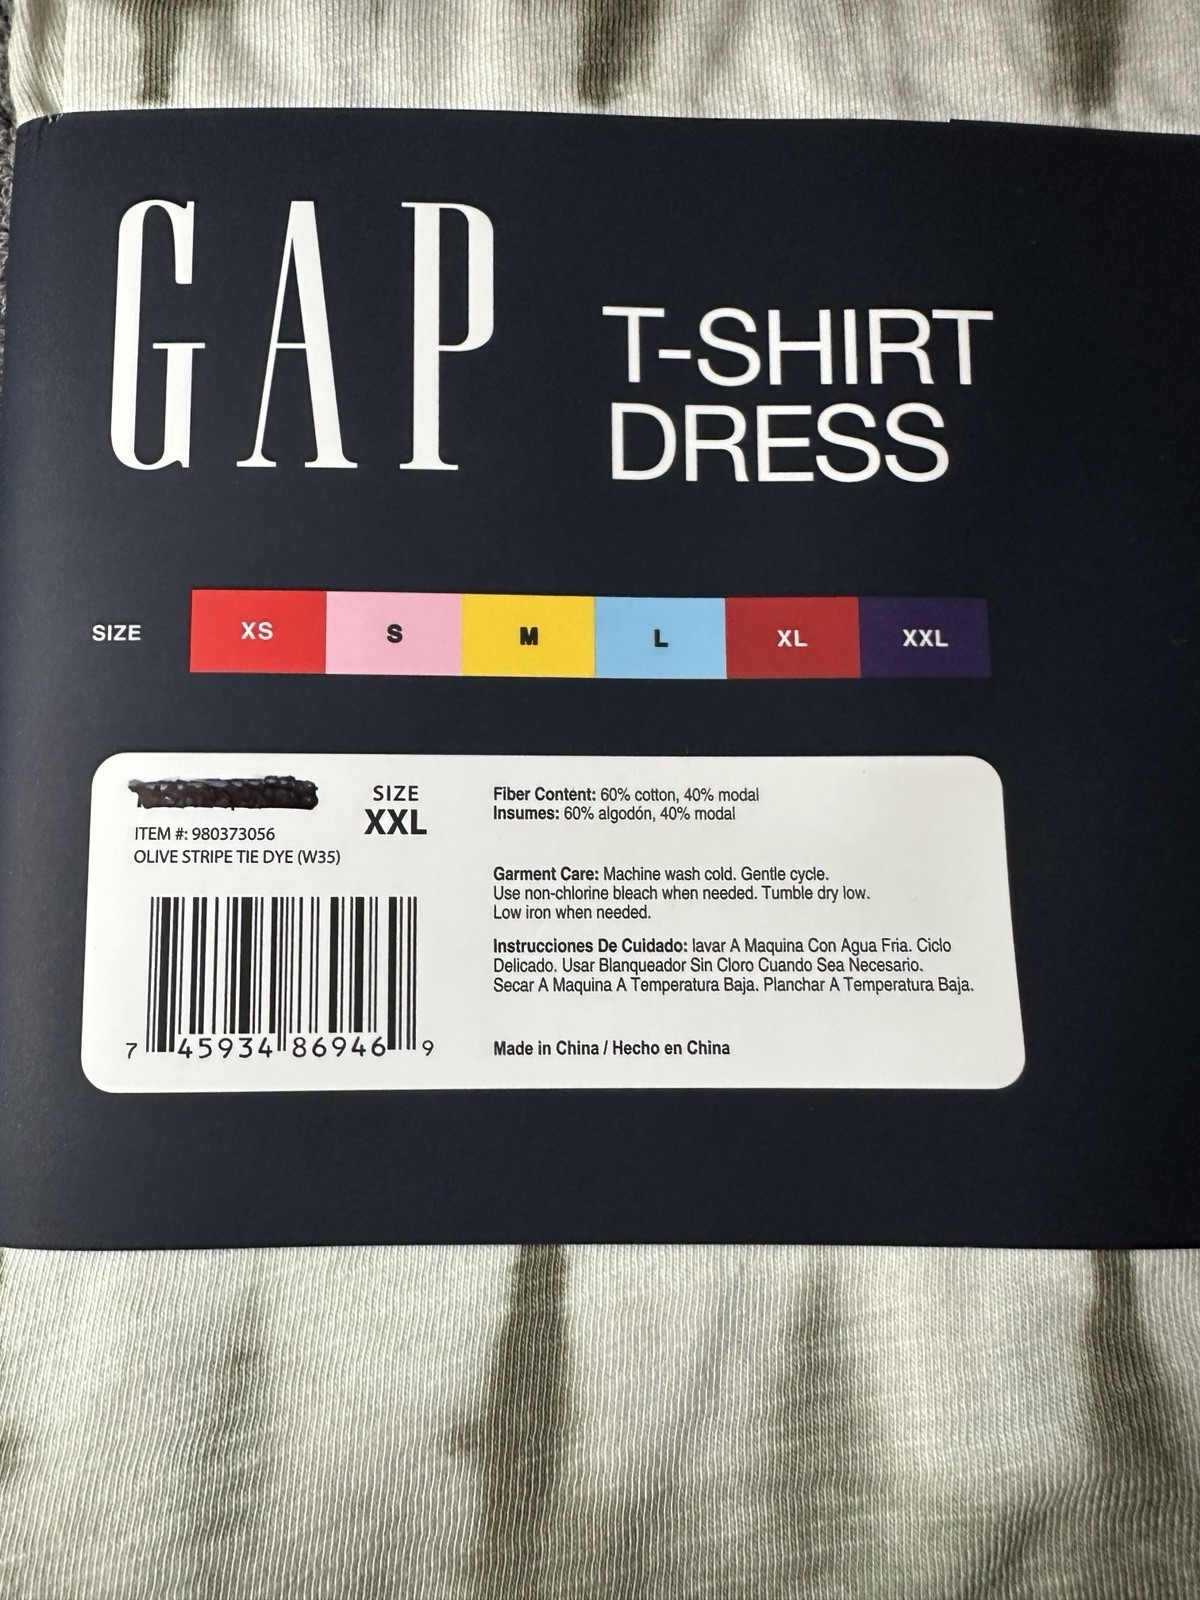 GAP
T-SHIRT
DRESS
SIZE XS S M L XL XXL
SIZE
XXL
ITEM #: 980373056
OLIVE STRIPE TIE DYE (W35)
7 45934 86946 9
Fiber Content: 60% cotton, 40% modal
Insumes: 60% algodón, 40% modal
Garment Care: Machine wash cold. Gentle cycle.
Use non-chlorine bleach when needed. Tumble dry low.
Low iron when needed.
Instrucciones De Cuidado: lavar A Maquina Con Agua Fria. Ciclo
Delicado. Usar Blanqueador Sin Cloro Cuando Sea Necesario.
Secar A Maquina A Temperatura Baja. Planchar A Temperatura Baja.
Made in China / Hecho en China